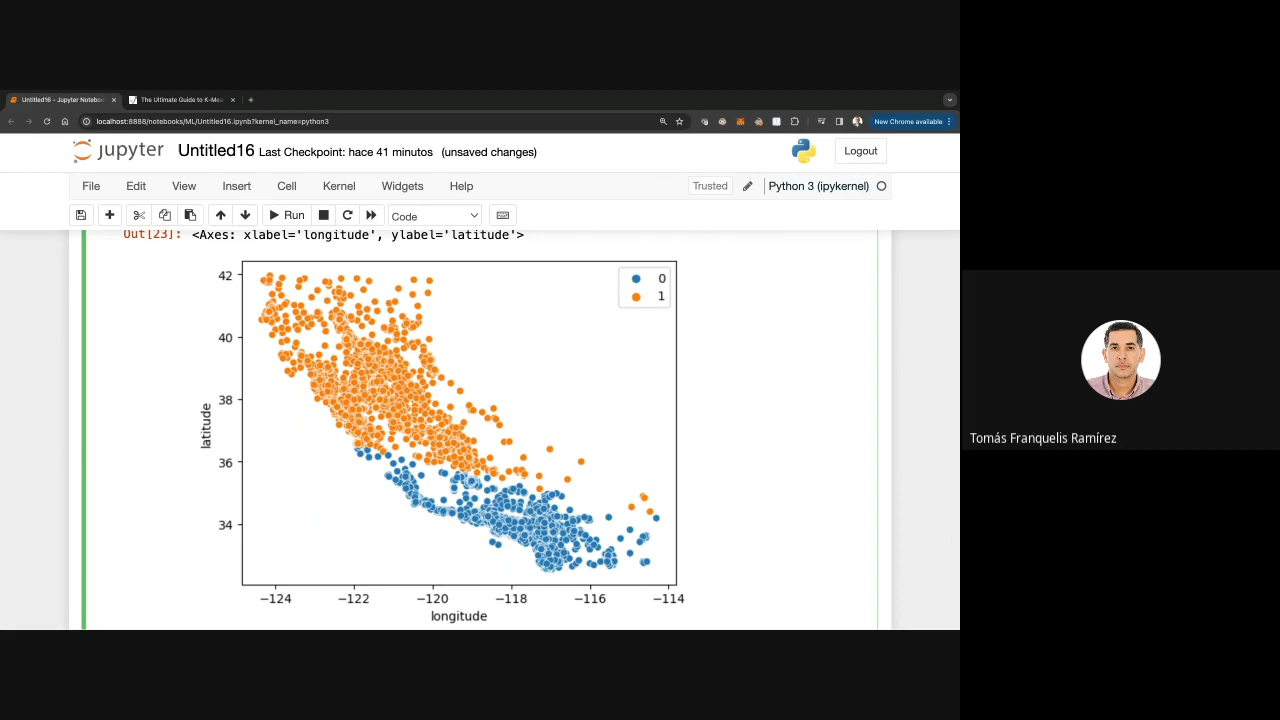 Untitled16 - Jupyter Noteboo
The Ultimate Guide to K-Mea
localhost:8888/notebooks/ML/Untitled16.ipynb?kernel_name=python3
New Chrome available
jupyter Untitled16 Last Checkpoint: hace 41 minutos (unsaved changes)
Logout
File Edit View Insert Cell Kernel Widgets Help
Trusted
Python 3 (ipykernel)
Run
Code
Out[23]: <Axes: xlabel='longitude', ylabel='latitude'>
0
1
42
40
38
36
34
latitude
−124 −122 −120 −118 −116 −114
longitude
Tomás Franquelis Ramírez